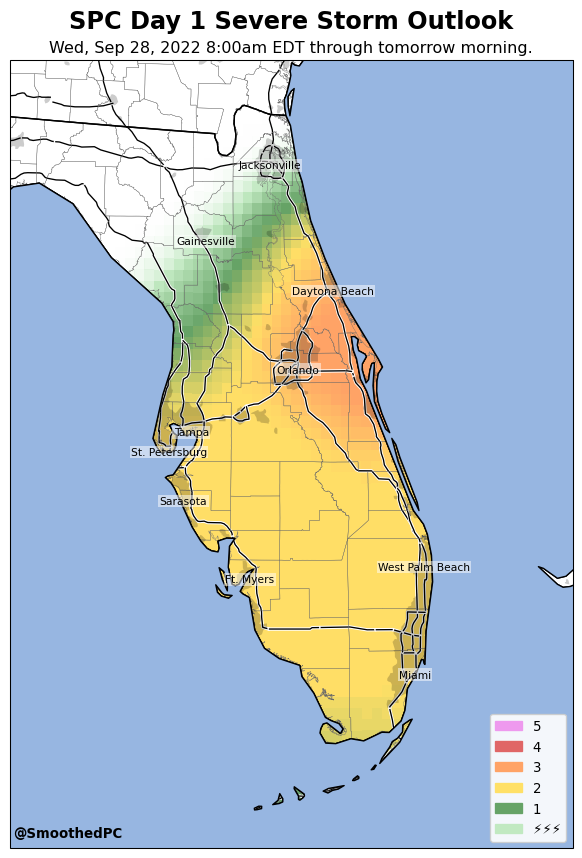 SPC Day 1 Severe Storm Outlook
Wed, Sep 28, 2022 8:00am EDT through tomorrow morning.
Jacksonville
Gainesville
Daytona Beach
Orlando
Tampa
St. Petersburg
Sarasota
West Palm Beach
Ft. Myers
Miami
5
4
3
2
1
⚡⚡⚡
@SmoothedPC